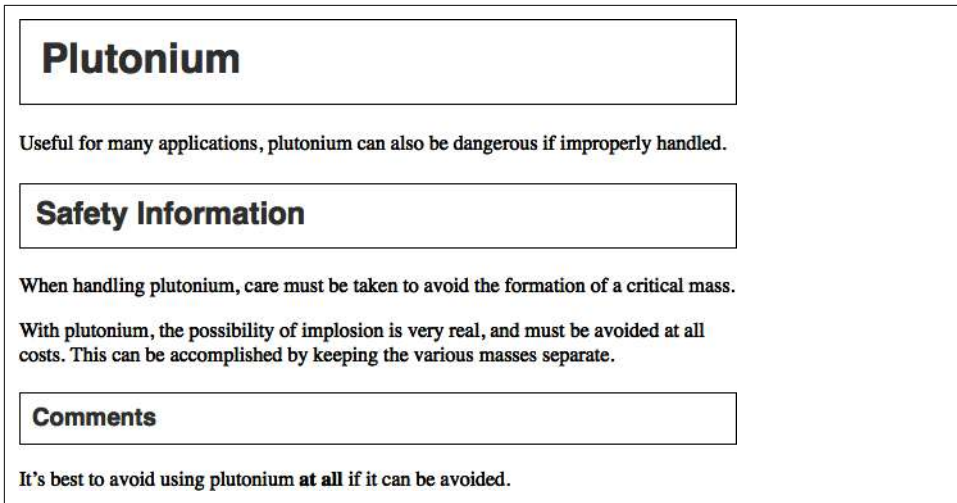 Plutonium
Useful for many applications, plutonium can also be dangerous if improperly handled.
Safety Information
When handling plutonium, care must be taken to avoid the formation of a critical mass.
With plutonium, the possibility of implosion is very real, and must be avoided at all
costs. This can be accomplished by keeping the various masses separate.
Comments
It’s best to avoid using plutonium at all if it can be avoided.